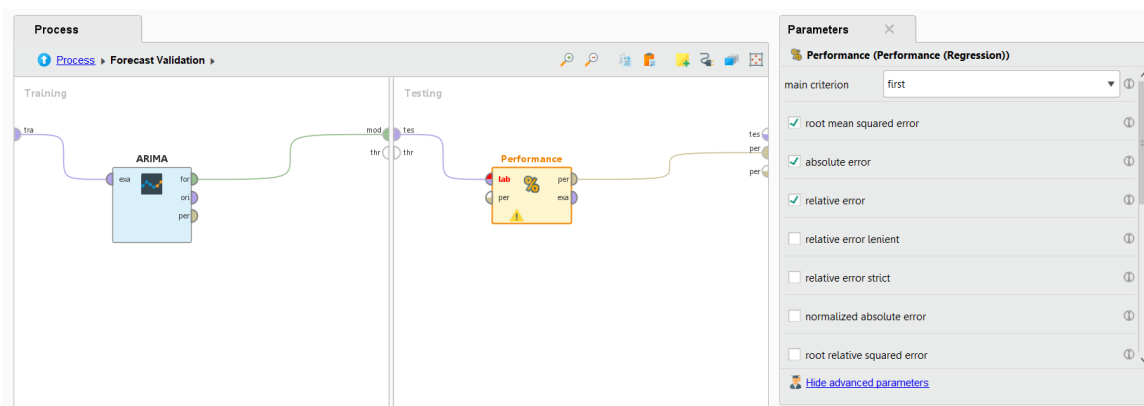 Process
Process ▸ Forecast Validation ▸
Training
tra
ARIMA
exa
for
ori
per
mod
thr
Testing
tes
thr
Performance
lab
per
per
exa
%
tes
per
per
Parameters
% Performance (Performance (Regression))
main criterion first
root mean squared error
absolute error
relative error
relative error lenient
relative error strict
normalized absolute error
root relative squared error
Hide advanced parameters